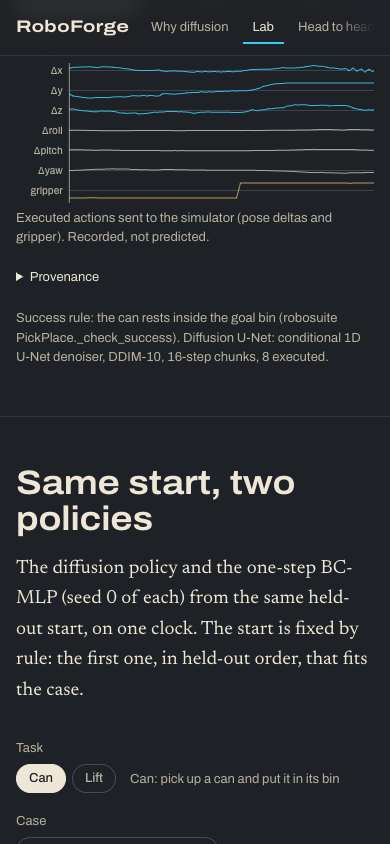 RoboForge Why diffusion Lab Head to head
Δx
Δy
Δz
Δroll
Δpitch
Δyaw
gripper
Executed actions sent to the simulator (pose deltas and
gripper). Recorded, not predicted.
Provenance
Success rule: the can rests inside the goal bin (robosuite
PickPlace._check_success). Diffusion U-Net: conditional 1D
U-Net denoiser, DDIM-10, 16-step chunks, 8 executed.
Same start, two
policies
The diffusion policy and the one-step BC-
MLP (seed 0 of each) from the same held-
out start, on one clock. The start is fixed by
rule: the first one, in held-out order, that fits
the case.
Task
Can Lift Can: pick up a can and put it in its bin
Case